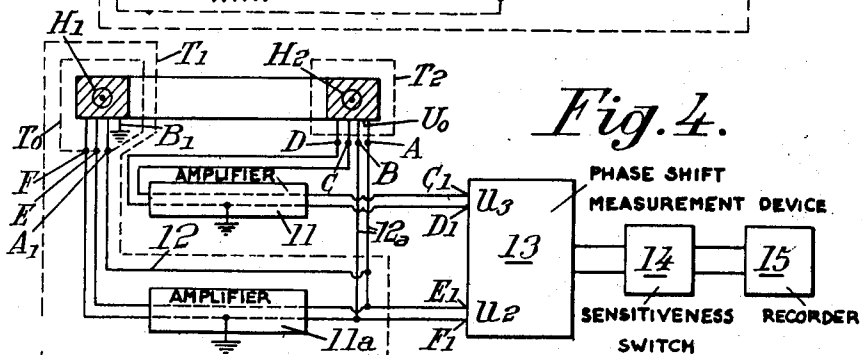 H1
T1
H2
T2
Fig. 4.
T0
B1
U0
D
C
B
A
F
E
A1
AMPLIFIER
11
12
12a
C1
D1
U3
PHASE SHIFT
MEASUREMENT DEVICE
13
14
15
AMPLIFIER
11a
E1
F1
U2
SENSITIVENESS
SWITCH
RECORDER